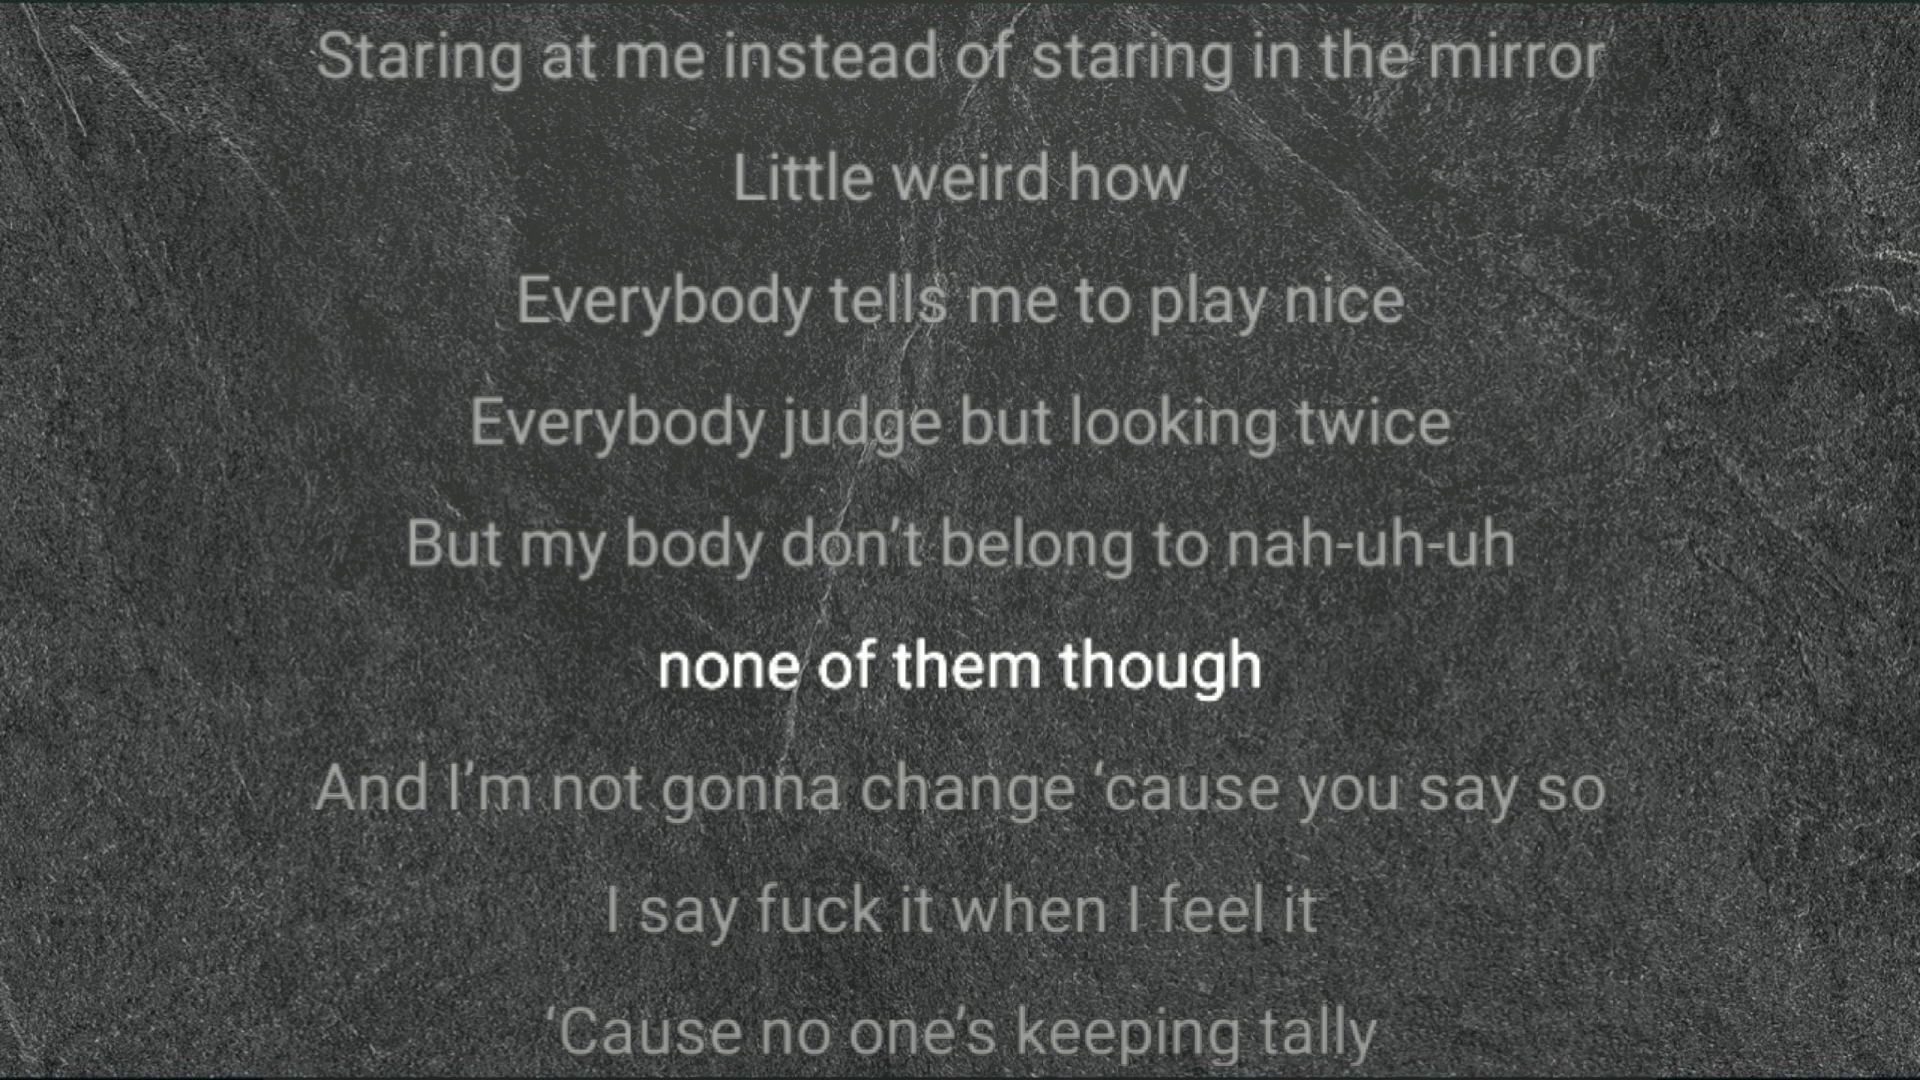 Staring at me instead of staring in the mirror
Little weird how
Everybody tells me to play nice
Everybody judge but looking twice
But my body don’t belong to nah-uh-uh
none of them though
And I’m not gonna change ‘cause you say so
I say fuck it when I feel it
‘Cause no one’s keeping tally